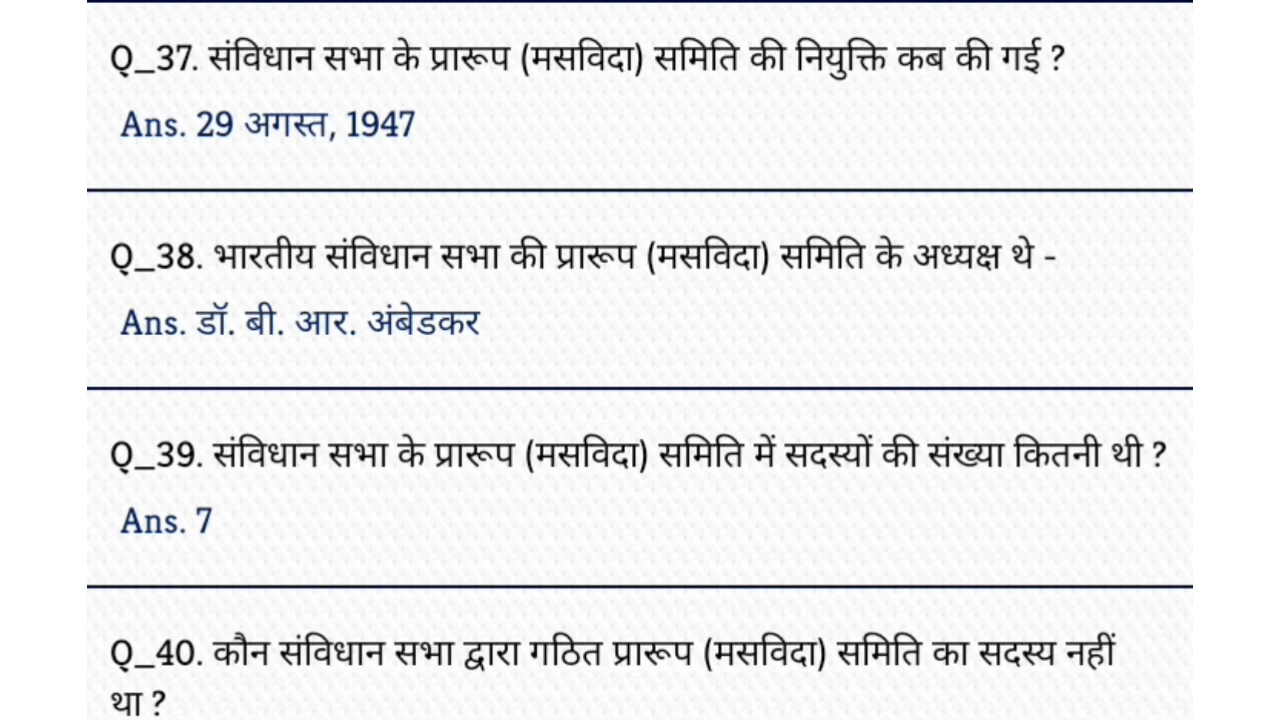 Q_37. संविधान सभा के प्रारूप (मसविदा) समिति की नियुक्ति कब की गई ?
Ans. 29 अगस्त, 1947
Q_38. भारतीय संविधान सभा की प्रारूप (मसविदा) समिति के अध्यक्ष थे -
Ans. डॉ. बी. आर. अंबेडकर
Q_39. संविधान सभा के प्रारूप (मसविदा) समिति में सदस्यों की संख्या कितनी थी ?
Ans. 7
Q_40. कौन संविधान सभा द्वारा गठित प्रारूप (मसविदा) समिति का सदस्य नहीं
था ?